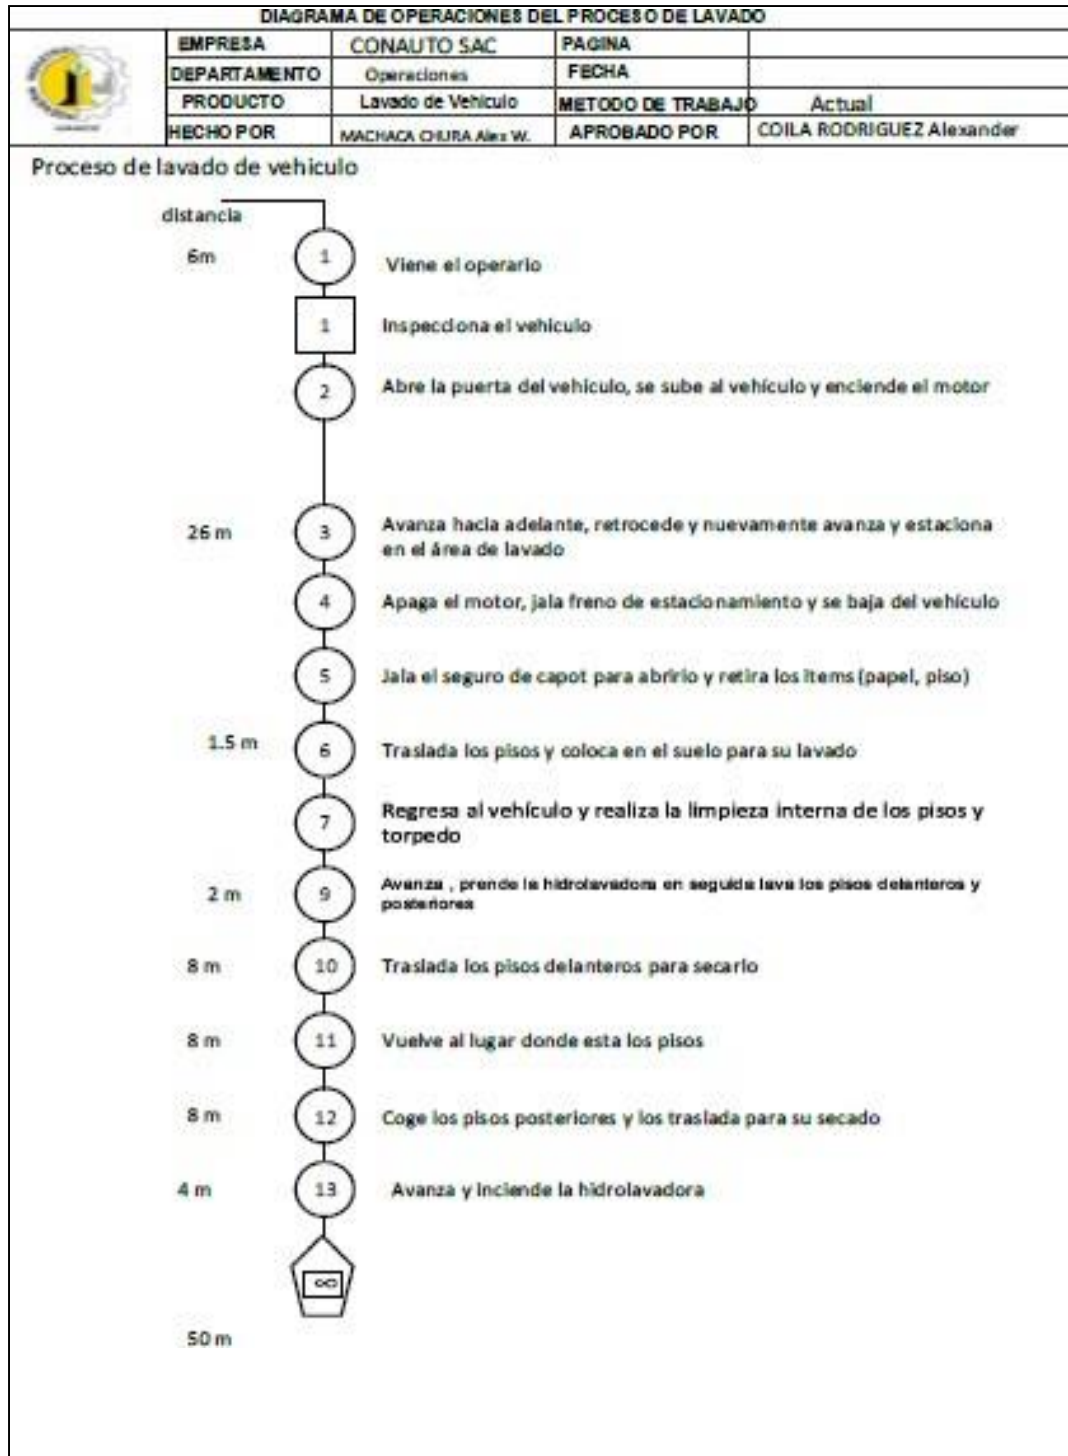 DIAGRAMA DE OPERACIONES DEL PROCESO DE LAVADO
EMPRESA CONAUTO SAC PAGINA
DEPARTAMENTO Operaciones FECHA
PRODUCTO Lavado de Vehiculo METODO DE TRABAJO Actual
HECHO POR MACHACA CHURA Alex W. APROBADO POR COILA RODRIGUEZ Alexander
Proceso de lavado de vehiculo
distancia
6m 1 Viene el operario
1 Inspecciona el vehiculo
2 Abre la puerta del vehículo, se sube al vehículo y enciende el motor
26 m 3 Avanza hacia adelante, retrocede y nuevamente avanza y estaciona
en el área de lavado
4 Apaga el motor, jala freno de estacionamiento y se baja del vehículo
5 Jala el seguro de capot para abrirlo y retira los items (papel, piso)
1.5 m 6 Traslada los pisos y coloca en el suelo para su lavado
7 Regresa al vehículo y realiza la limpieza interna de los pisos y
torpedo
2 m 9 Avanza , prende la hidrolavadora en seguida lava los pisos delanteros y
posteriores
8 m 10 Traslada los pisos delanteros para secarlo
8 m 11 Vuelve al lugar donde esta los pisos
8 m 12 Coge los pisos posteriores y los traslada para su secado
4 m 13 Avanza y inciende la hidrolavadora
50 m